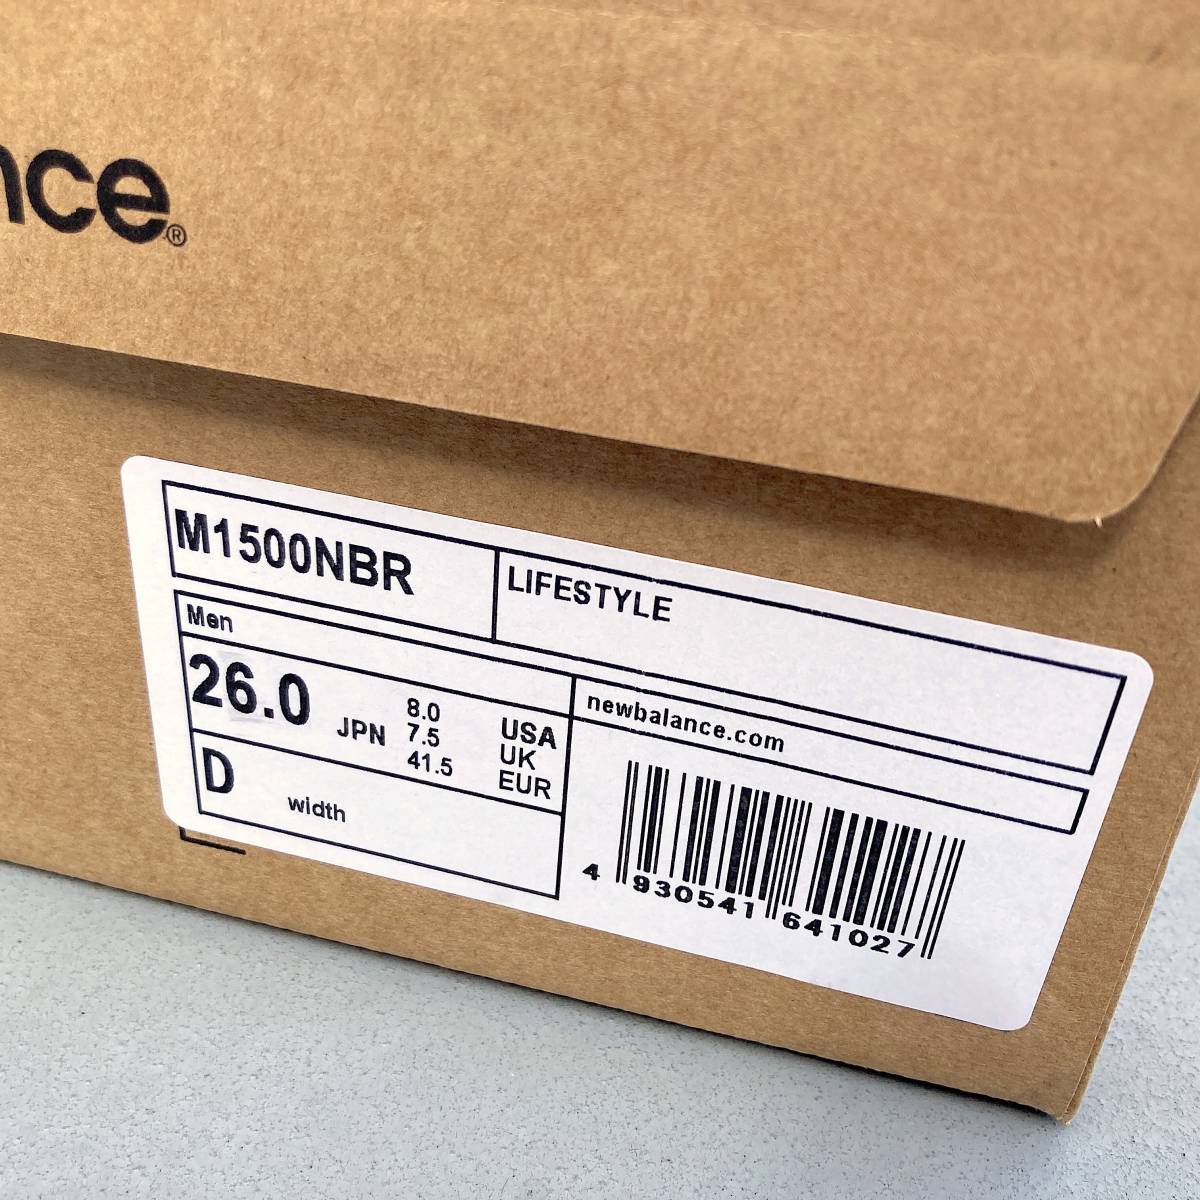 nce®
M1500NBR
LIFESTYLE
Men
26.0 JPN
8.0 USA
7.5 UK
41.5 EUR
D width
newbalance.com
4 930541 641027